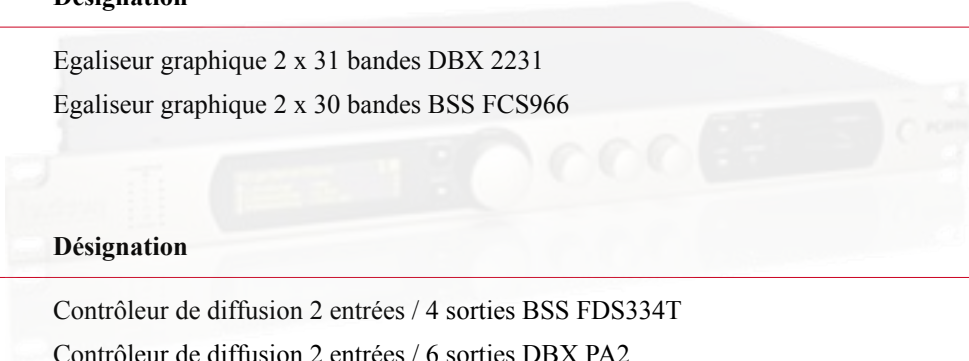 Désignation
Egaliseur graphique 2 x 31 bandes DBX 2231
Egaliseur graphique 2 x 30 bandes BSS FCS966
Désignation
Contrôleur de diffusion 2 entrées / 4 sorties BSS FDS334T
Contrôleur de diffusion 2 entrées / 6 sorties DBX PA2